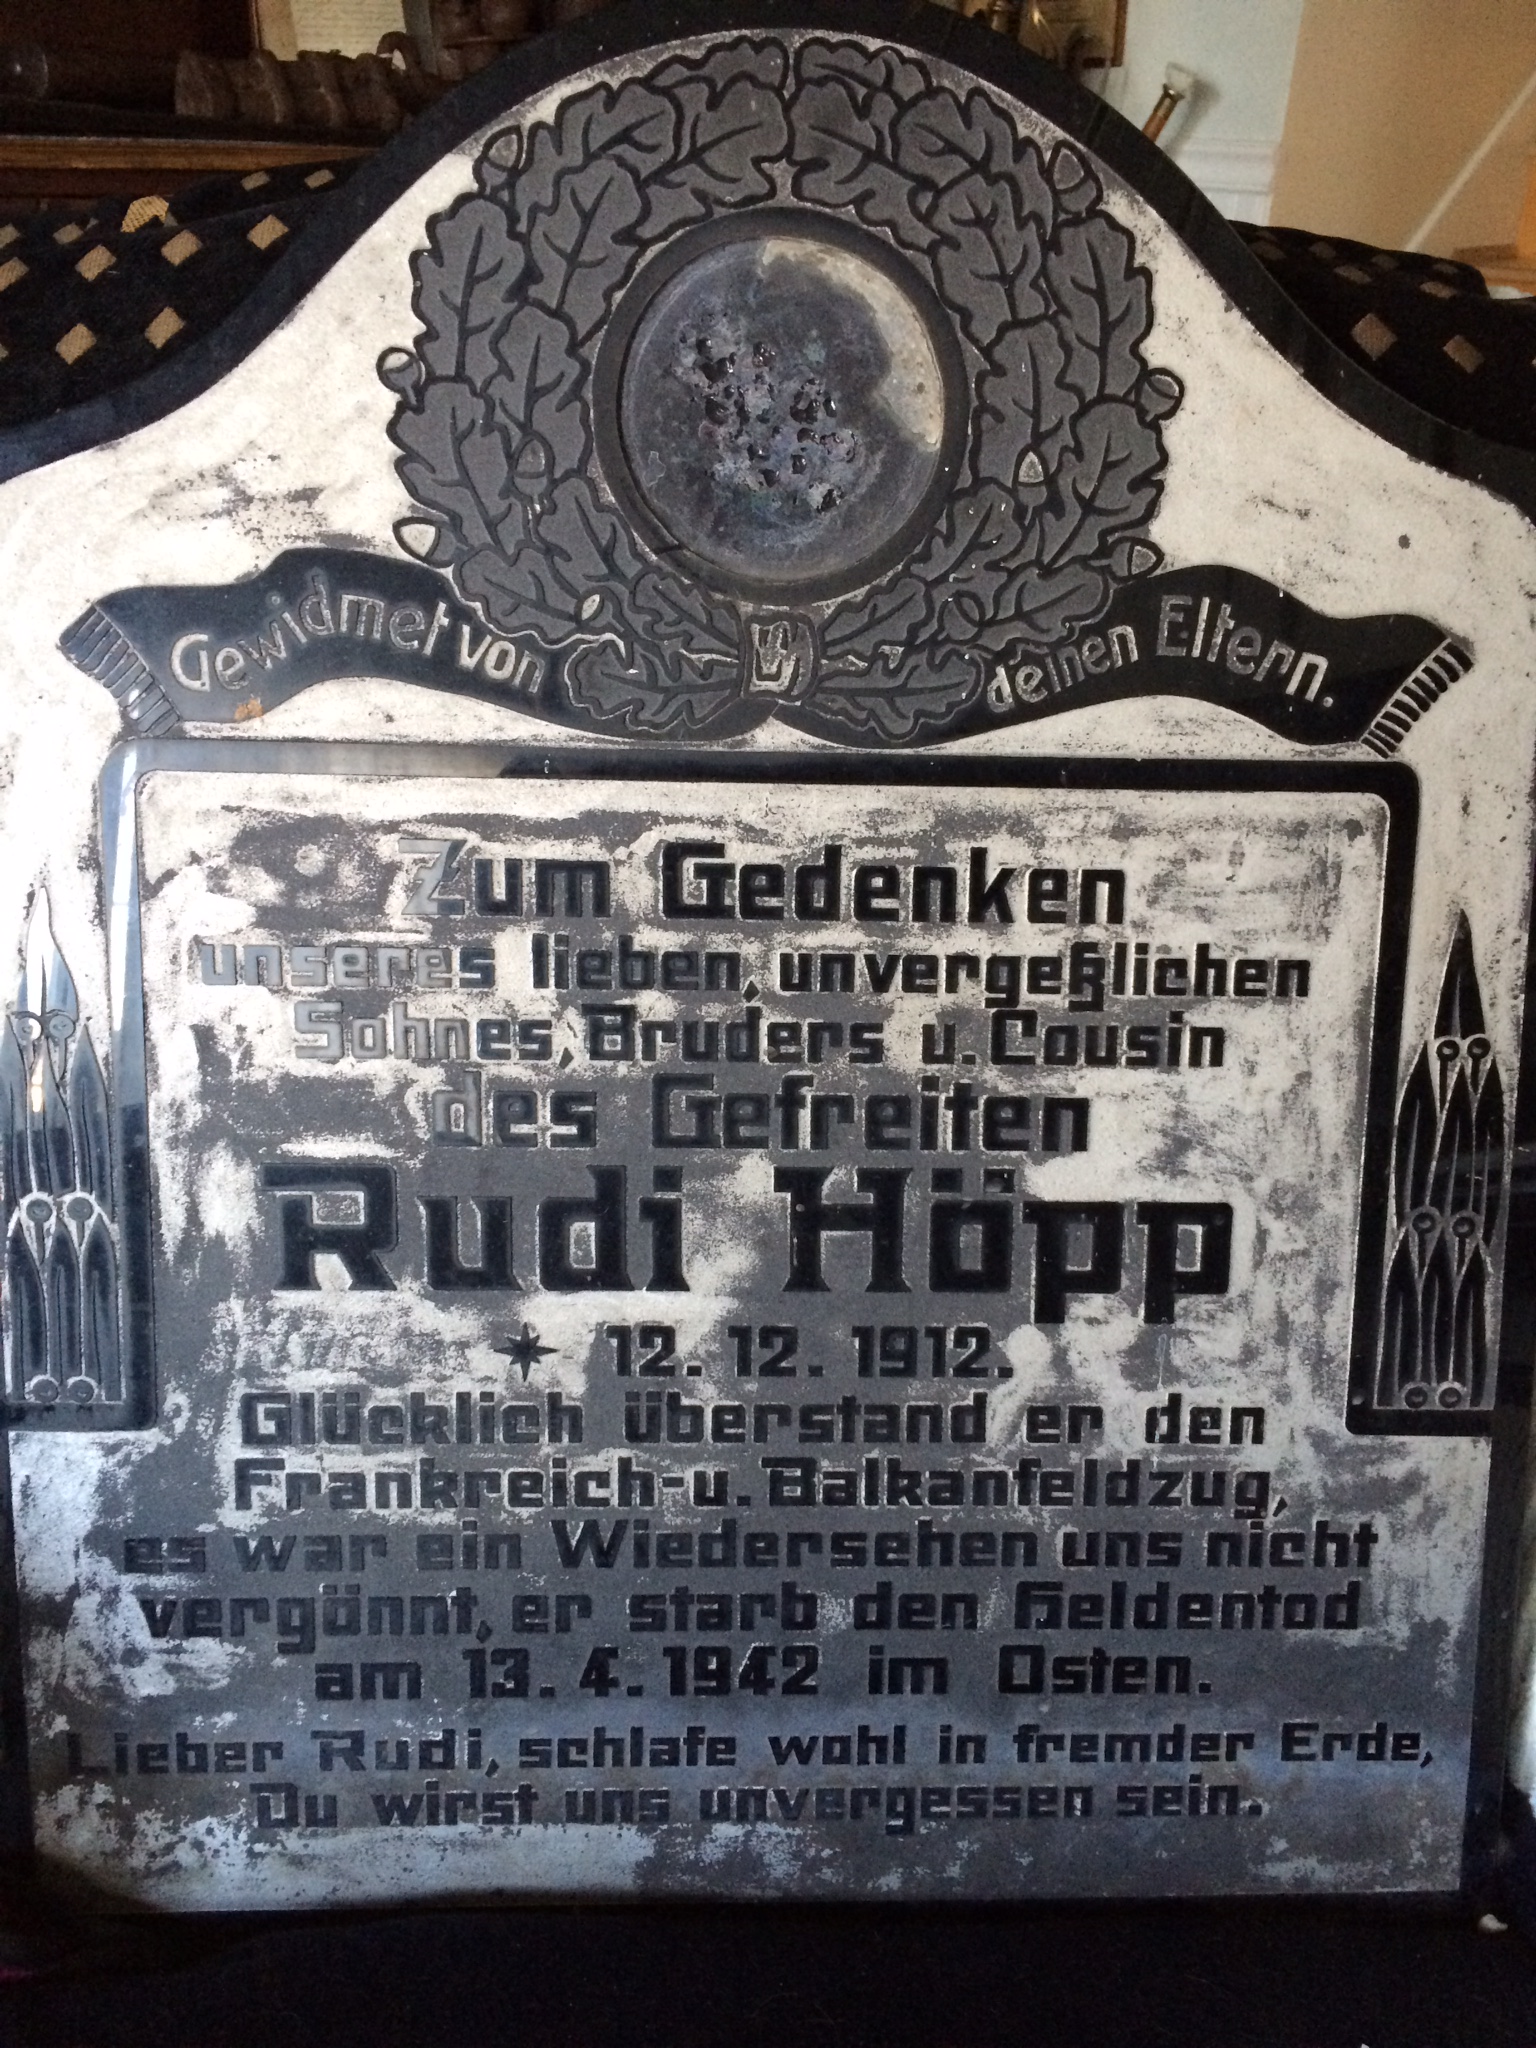 Gewidmet von deinen Eltern.
Zum Gedenken
unseres lieben, unvergeßlichen
Sohnes, Bruders u. Cousin
des Gefreiten
Rudi Höpp
* 12. 12. 1912.
Glücklich überstand er den
Frankreich-u. Balkanfeldzug,
es war ein Wiedersehen uns nicht
vergönnt, er starb den Heldentod
am 13. 4. 1942 im Osten.
Lieber Rudi, schlafe wohl in fremder Erde,
Du wirst uns unvergessen sein.